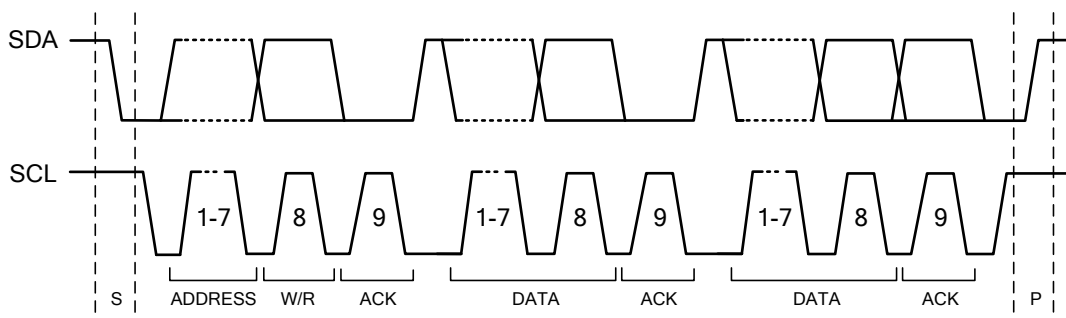 SDA
SCL
1-7 8 9 1-7 8 9 1-7 8 9
S ADDRESS W/R ACK DATA ACK DATA ACK P